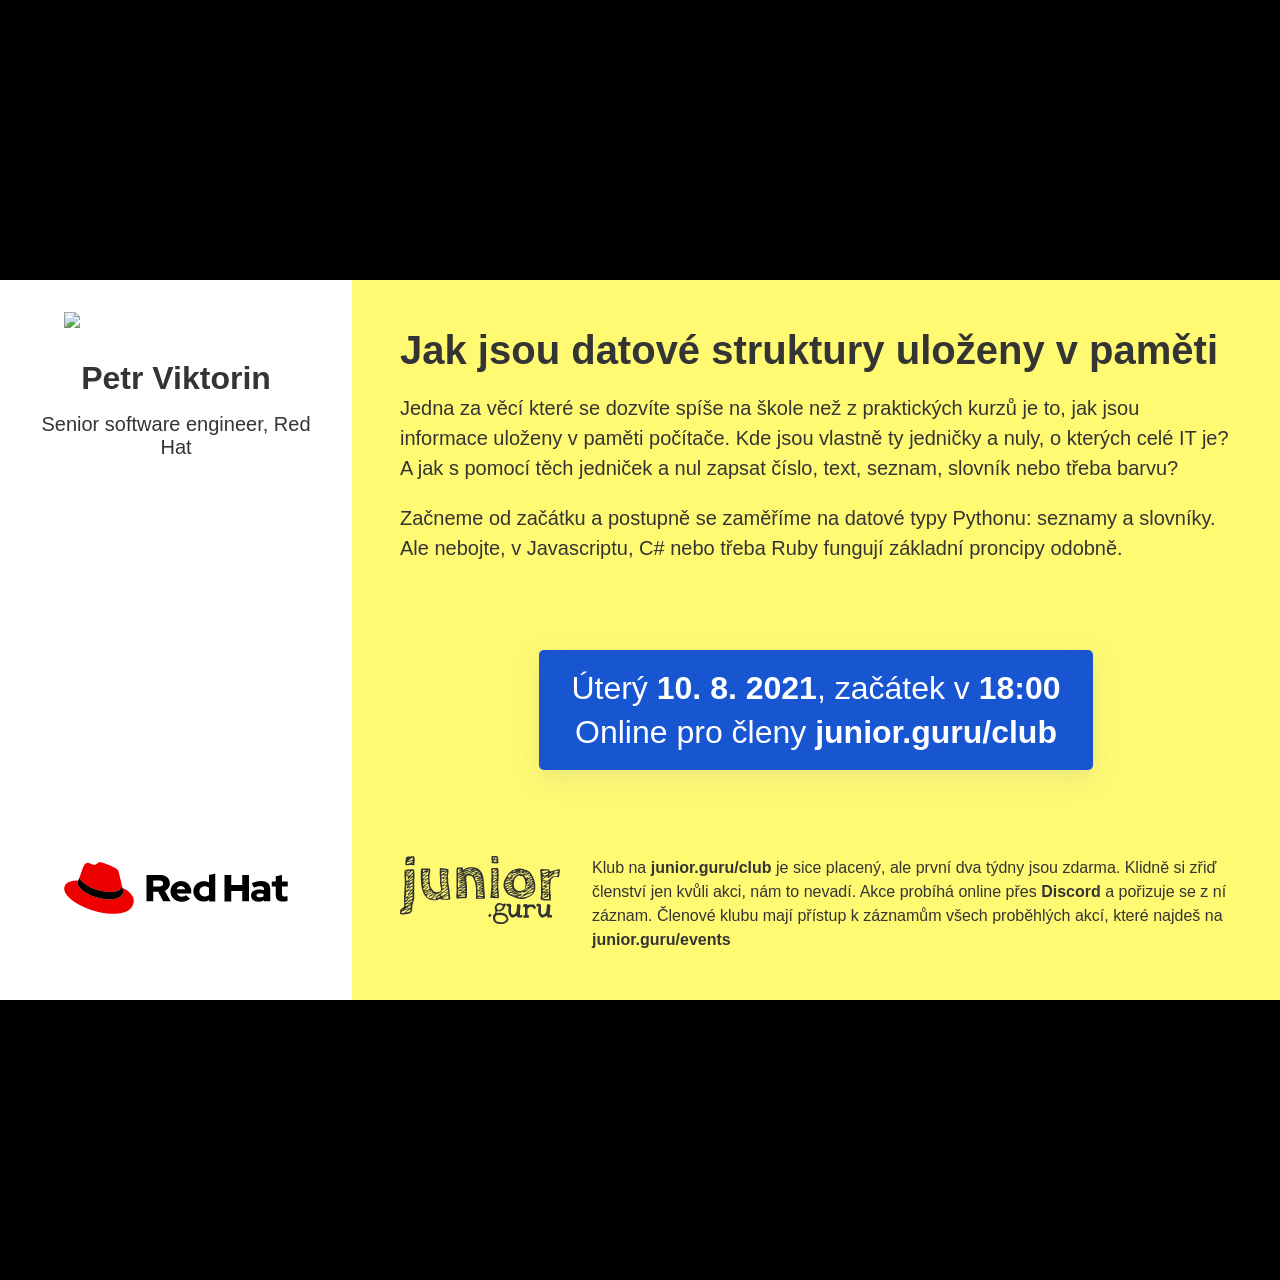 Petr Viktorin
Senior software engineer, Red
Hat
Red Hat
Jak jsou datové struktury uloženy v paměti
Jedna za věcí které se dozvíte spíše na škole než z praktických kurzů je to, jak jsou
informace uloženy v paměti počítače. Kde jsou vlastně ty jedničky a nuly, o kterých celé IT je?
A jak s pomocí těch jedniček a nul zapsat číslo, text, seznam, slovník nebo třeba barvu?
Začneme od začátku a postupně se zaměříme na datové typy Pythonu: seznamy a slovníky.
Ale nebojte, v Javascriptu, C# nebo třeba Ruby fungují základní proncipy odobně.
Úterý 10. 8. 2021, začátek v 18:00
Online pro členy junior.guru/club
junior
.guru
Klub na junior.guru/club je sice placený, ale první dva týdny jsou zdarma. Klidně si zřiď
členství jen kvůli akci, nám to nevadí. Akce probíhá online přes Discord a pořizuje se z ní
záznam. Členové klubu mají přístup k záznamům všech proběhlých akcí, které najdeš na
junior.guru/events